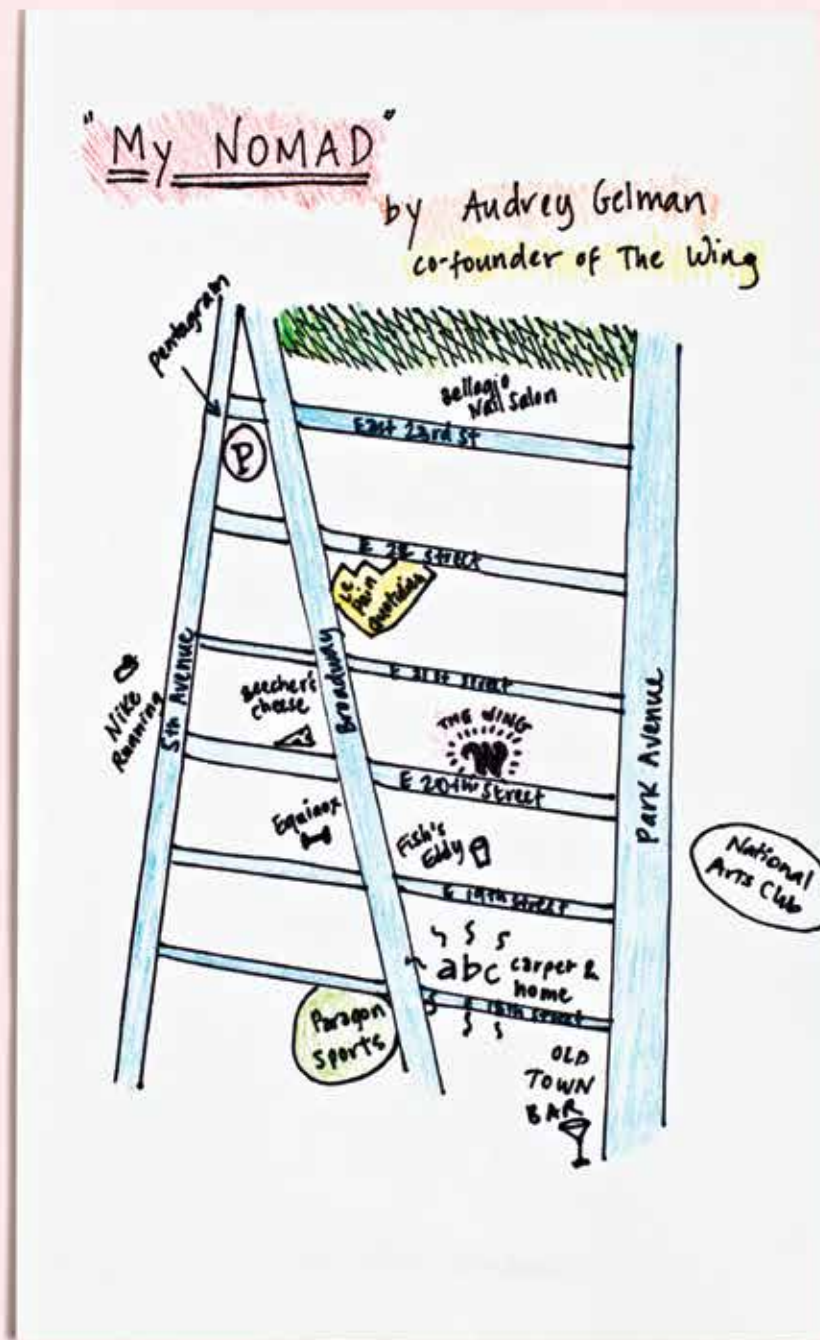 "My NOMAD"
by Audrey Gelman
co-founder of The Wing
Pentagram
Bellagio
Nail Salon
East 23rd St
P
E 22 Street
Le
Pain
Quotidien
5th Avenue
Broadway
E 21st Street
Park Avenue
Nike
Running
Beecher's
Cheese
THE WING
W
E 20th Street
Equinox
Fish's
Eddy
National
Arts Club
E 19th Street
abc carpet &
home
18th Street
Paragon
Sports
OLD
TOWN
BAR